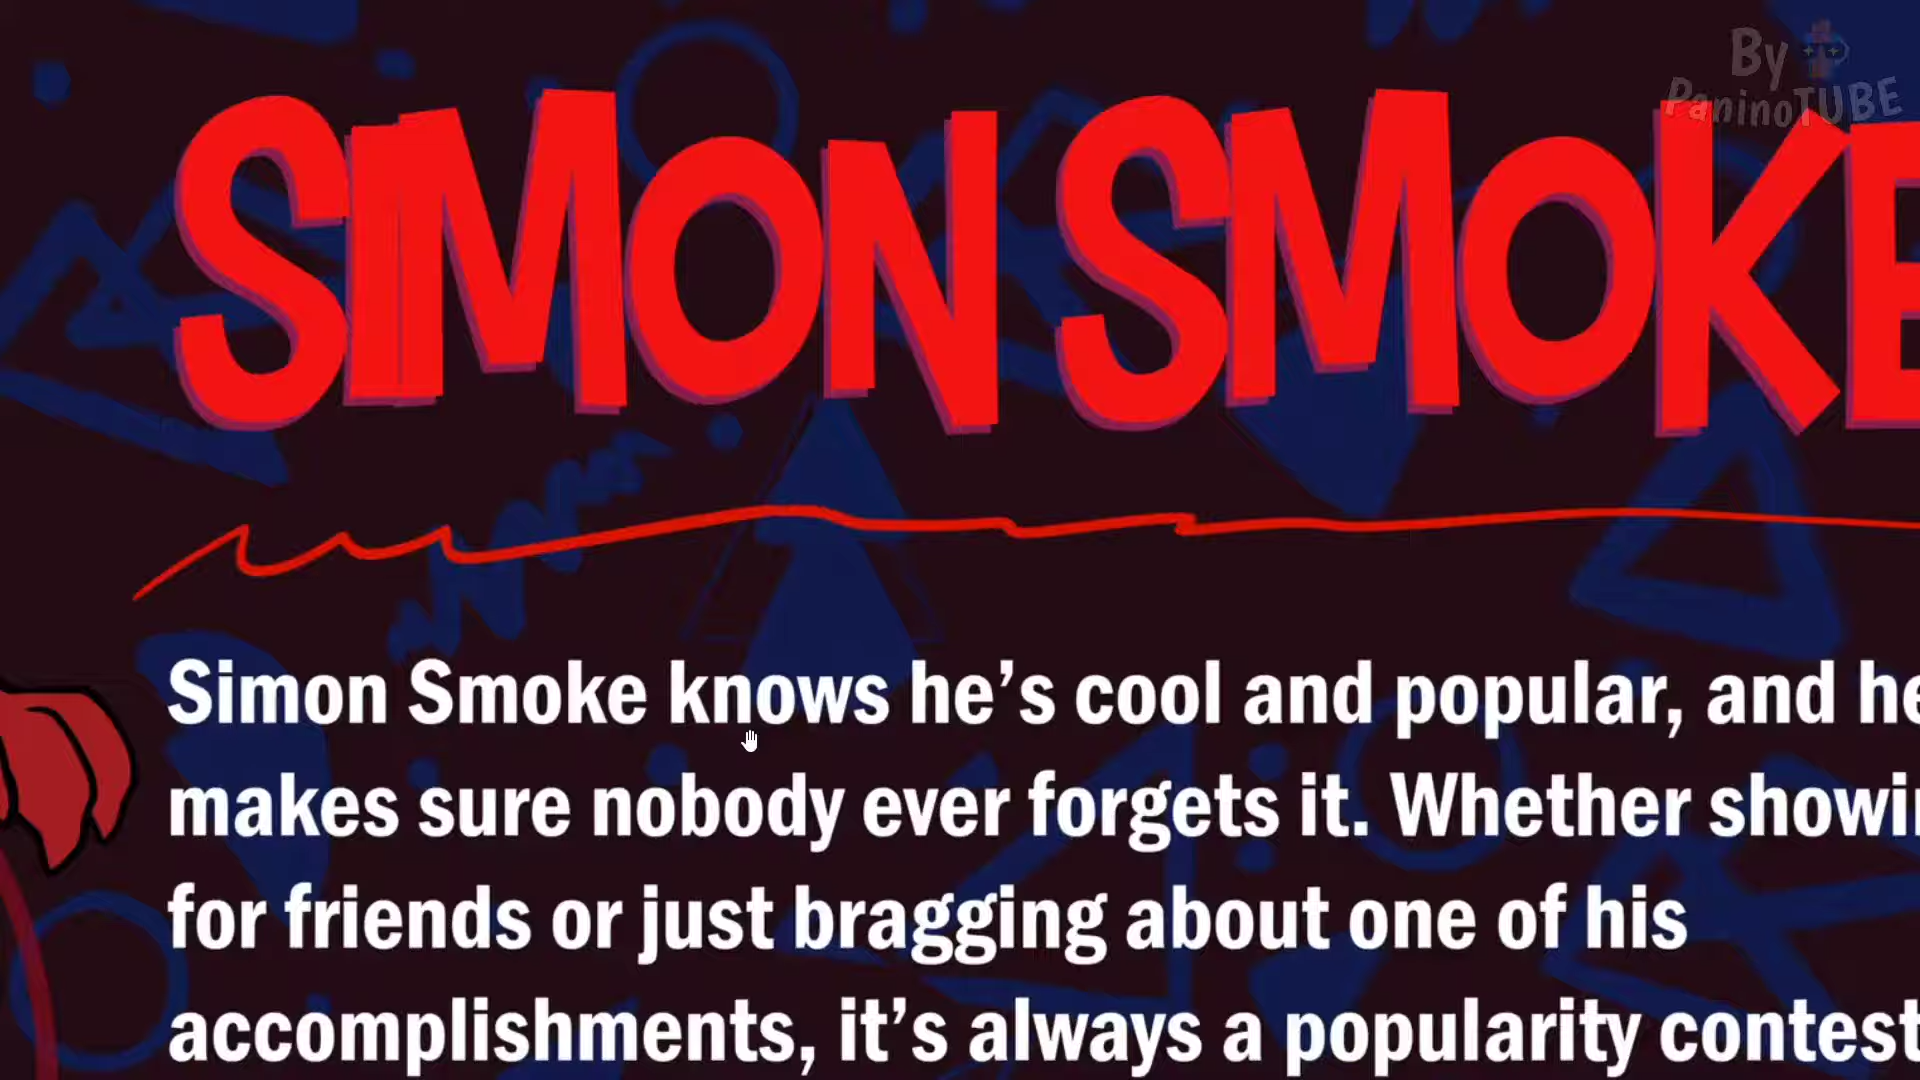 By
PaninoTUBE
SIMON SMOKE
Simon Smoke knows he’s cool and popular, and he
makes sure nobody ever forgets it. Whether showin
for friends or just bragging about one of his
accomplishments, it’s always a popularity contest